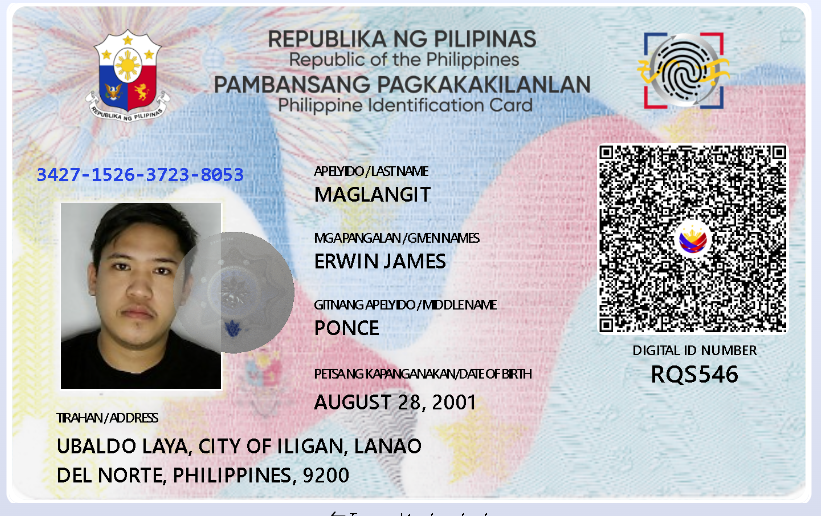 REPUBLIKA NG PILIPINAS
Republic of the Philippines
PAMBANSANG PAGKAKAKILANLAN
Philippine Identification Card
REPUBLIKA NG PILIPINAS
3427-1526-3723-8053
APELYIDO / LAST NAME
MAGLANGIT
MGA PANGALAN / GIVEN NAMES
ERWIN JAMES
GITNANG APELYIDO / MIDDLE NAME
PONCE
PETSA NG KAPANGANAKAN/DATE OF BIRTH
AUGUST 28, 2001
DIGITAL ID NUMBER
RQS546
TIRAHAN / ADDRESS
UBALDO LAYA, CITY OF ILIGAN, LANAO
DEL NORTE, PHILIPPINES, 9200